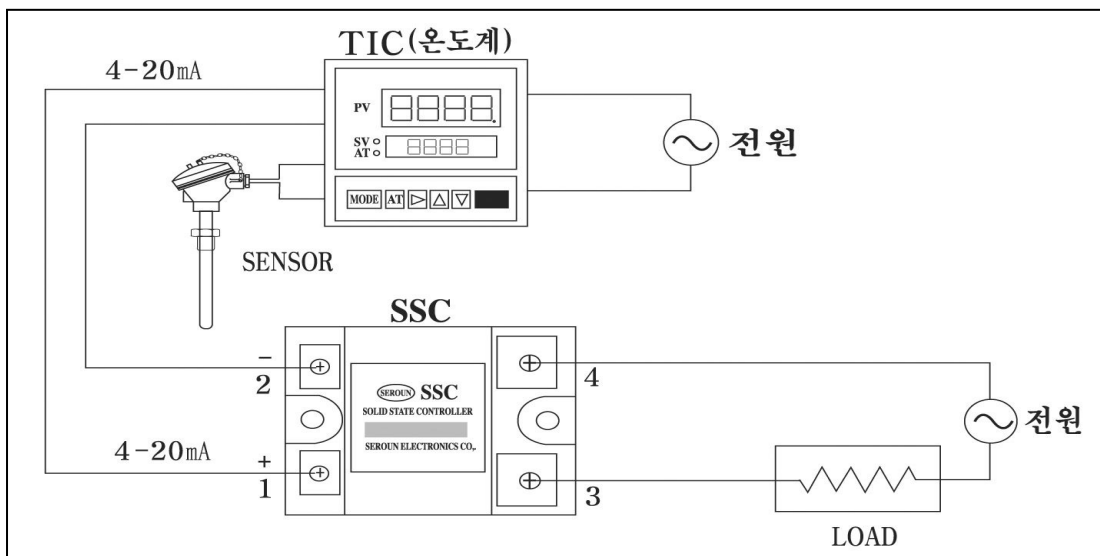 TIC(온도계)
4-20mA
PV
SV
AT
MODE AT
전원
SENSOR
SSC
- 2
4
SEROUN SSC
SOLID STATE CONTROLLER
SEROUN ELECTRONICS CO,.
전원
4-20mA
+ 1
3
LOAD